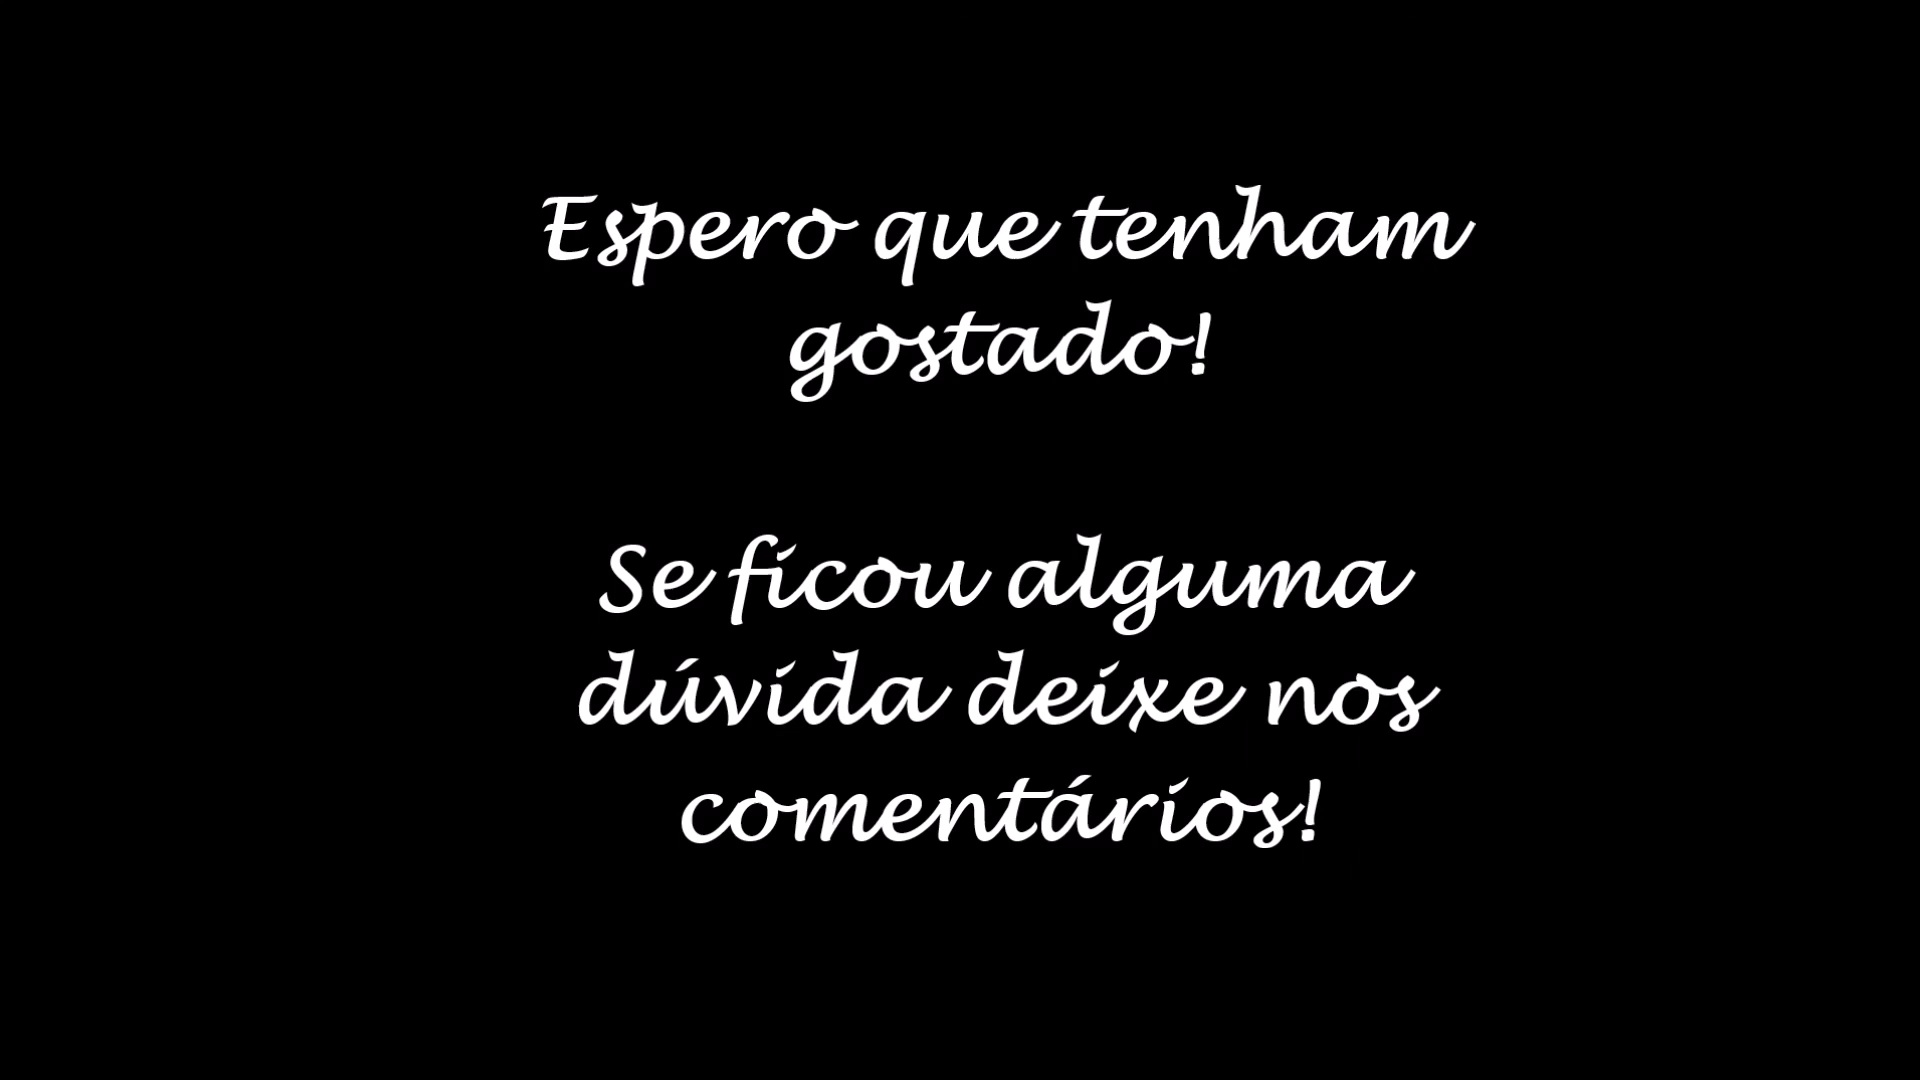 Espero que tenham
gostado!
Se ficou alguma
dúvida deixe nos
comentários!